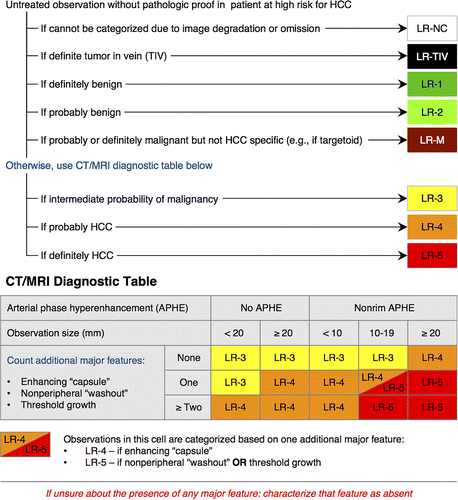 Untreated observation without pathologic proof in patient at high risk for HCC
If cannot be categorized due to image degradation or omission LR-NC
If definite tumor in vein (TIV) LR-TIV
If definitely benign LR-1
If probably benign LR-2
If probably or definitely malignant but not HCC specific (e.g., if targetoid) LR-M
Otherwise, use CT/MRI diagnostic table below
If intermediate probability of malignancy LR-3
If probably HCC LR-4
If definitely HCC LR-5
CT/MRI Diagnostic Table
Arterial phase hyperenhancement (APHE) No APHE Nonrim APHE
Observation size (mm) < 20 ≥ 20 < 10 10-19 ≥ 20
Count additional major features:
• Enhancing “capsule”
• Nonperipheral “washout”
• Threshold growth
None LR-3 LR-3 LR-3 LR-3 LR-4
One LR-3 LR-4 LR-4 LR-4 LR-5 LR-5
≥ Two LR-4 LR-4 LR-4 LR-5 LR-5
LR-4
LR-5
Observations in this cell are categorized based on one additional major feature:
• LR-4 – if enhancing “capsule”
• LR-5 – if nonperipheral “washout” OR threshold growth
If unsure about the presence of any major feature: characterize that feature as absent